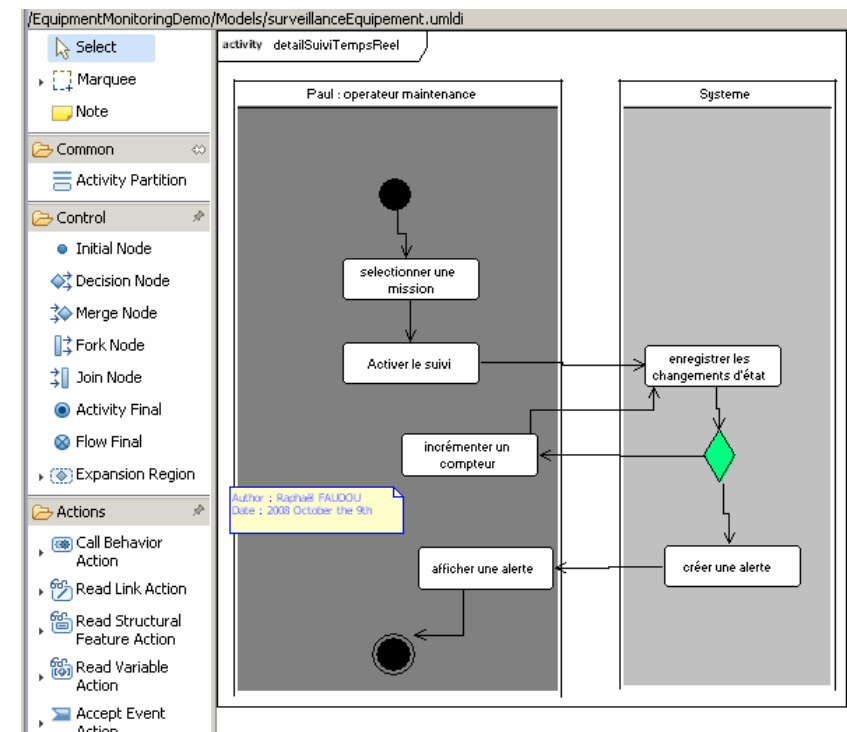 /EquipmentMonitoringDemo/Models/surveillanceEquipement.umldi
Select
Marquee
Note
Common
Activity Partition
Control
Initial Node
Decision Node
Merge Node
Fork Node
Join Node
Activity Final
Flow Final
Expansion Region
Actions
Call Behavior
Action
Read Link Action
Read Structural
Feature Action
Read Variable
Action
Accept Event
Action
activity detailSuiviTempsReel
Paul : operateur maintenance
Systeme
selectionner une
mission
Activer le suivi
enregistrer les
changements d'état
incrémenter un
compteur
Author : Raphaël FAUDOU
Date : 2008 October the 9th
afficher une alerte
créer une alerte